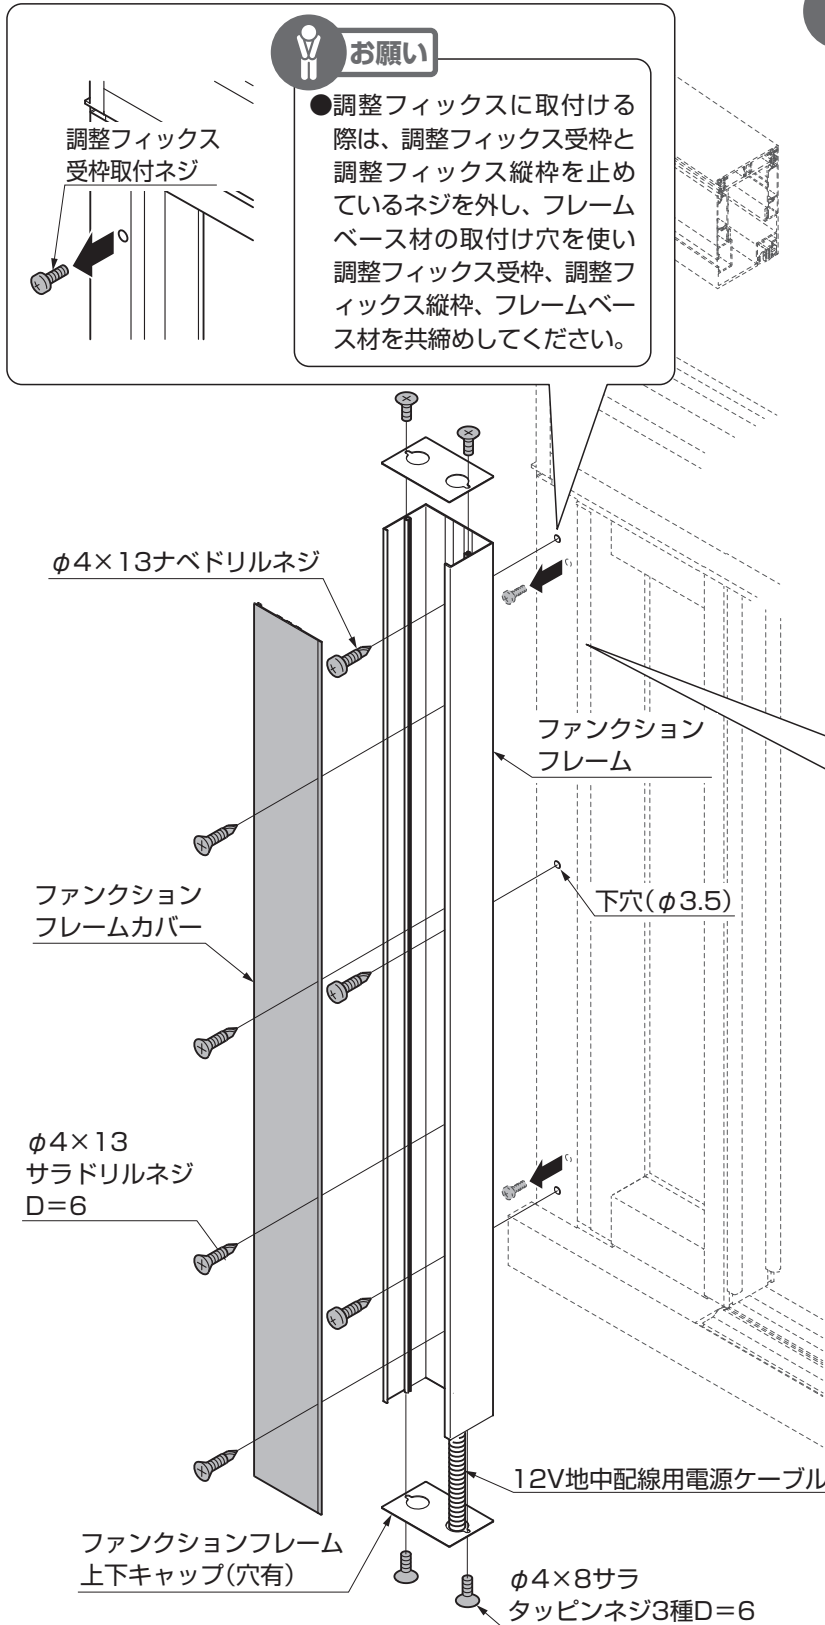 お願い
●調整フィックスに取付ける
際は、調整フィックス受枠と
調整フィックス縦枠を止め
ているネジを外し、フレーム
ベース材の取付け穴を使い
調整フィックス受枠、調整フ
ィックス縦枠、フレームベー
ス材を共締めしてください。
調整フィックス
受枠取付ネジ
φ4×13ナベドリルネジ
ファンクション
フレーム
ファンクション
フレームカバー
下穴(φ3.5)
φ4×13
サラドリルネジ
D=6
12V地中配線用電源ケーブル
ファンクションフレーム
上下キャップ(穴有)
φ4×8サラ
タッピンネジ3種D=6